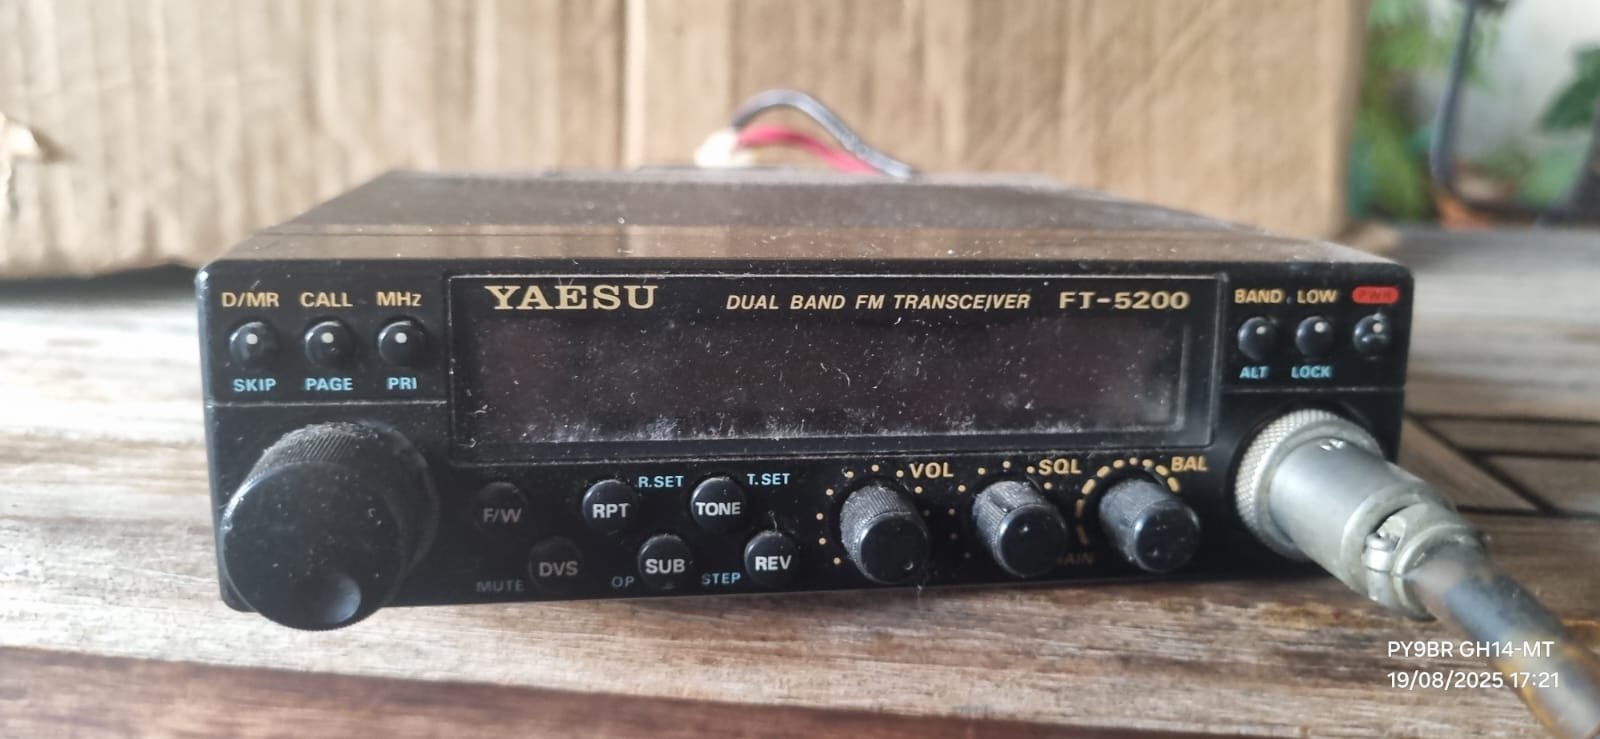 D/MR CALL MHz
YAESU DUAL BAND FM TRANSCEIVER FT-5200
BAND LOW PWR
SKIP PAGE PRI
ALT LOCK
R.SET T.SET VOL SQL BAL
F/W RPT TONE
MUTE DVS OP SUB STEP REV
PY9BR GH14-MT
19/08/2025 17:21